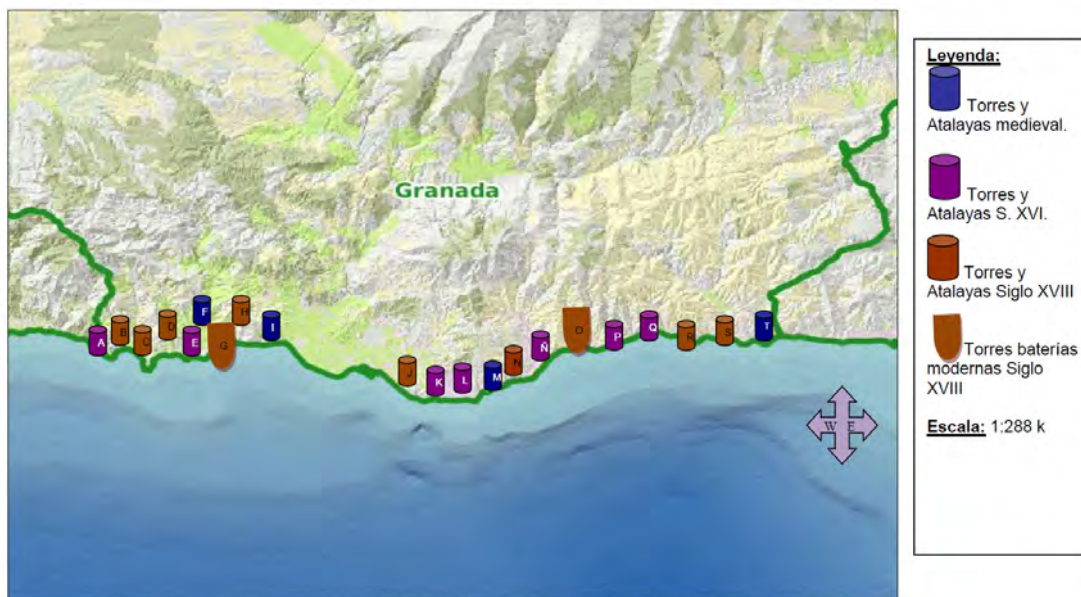 Granada
A
B
C
D
E
F
G
H
I
J
K
L
M
N
Ñ
O
P
Q
R
S
T
W E
Leyenda:
Torres y
Atalayas medieval.
Torres y
Atalayas S. XVI.
Torres y
Atalayas Siglo XVIII
Torres baterías
modernas Siglo
XVIII
Escala: 1:288 k